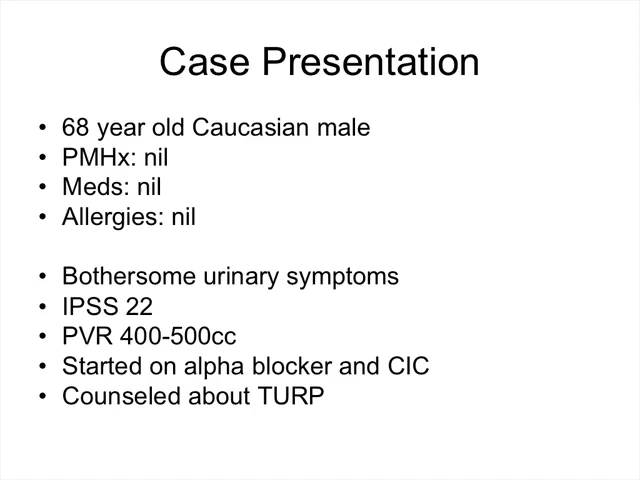 Case Presentation
• 68 year old Caucasian male
• PMHx: nil
• Meds: nil
• Allergies: nil
• Bothersome urinary symptoms
• IPSS 22
• PVR 400-500cc
• Started on alpha blocker and CIC
• Counseled about TURP